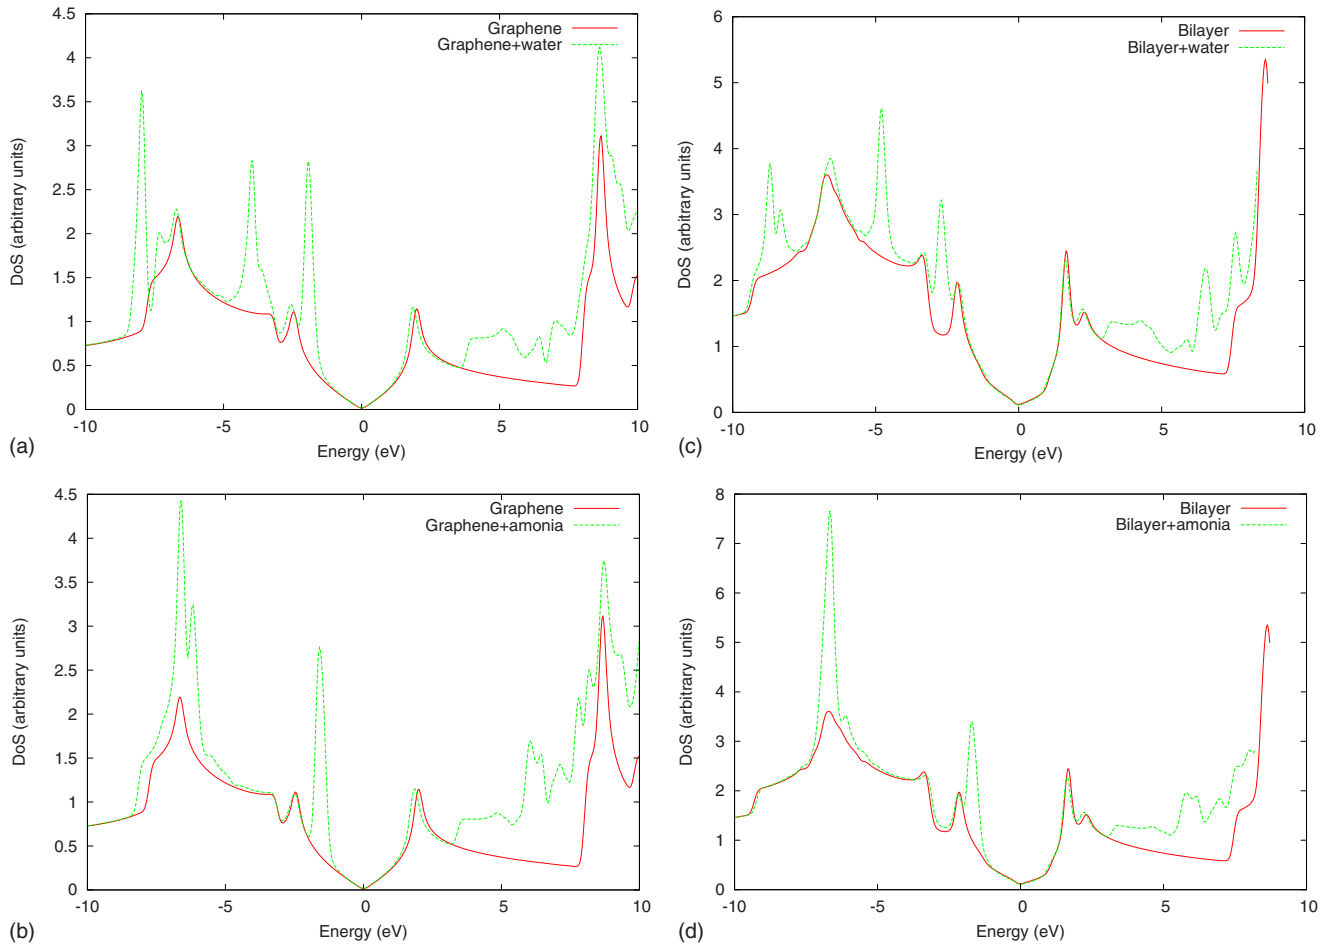 4.5
4
3.5
3
2.5
2
1.5
1
0.5
0
DoS (arbitrary units)
Graphene
Graphene+water
-10
-5
0
5
10
Energy (eV)
(a)
6
5
4
3
2
1
0
DoS (arbitrary units)
Bilayer
Bilayer+water
-10
-5
0
5
10
Energy (eV)
(c)
4.5
4
3.5
3
2.5
2
1.5
1
0.5
0
DoS (arbitrary units)
Graphene
Graphene+amonia
-10
-5
0
5
10
Energy (eV)
(b)
8
7
6
5
4
3
2
1
0
DoS (arbitrary units)
Bilayer
Bilayer+amonia
-10
-5
0
5
10
Energy (eV)
(d)